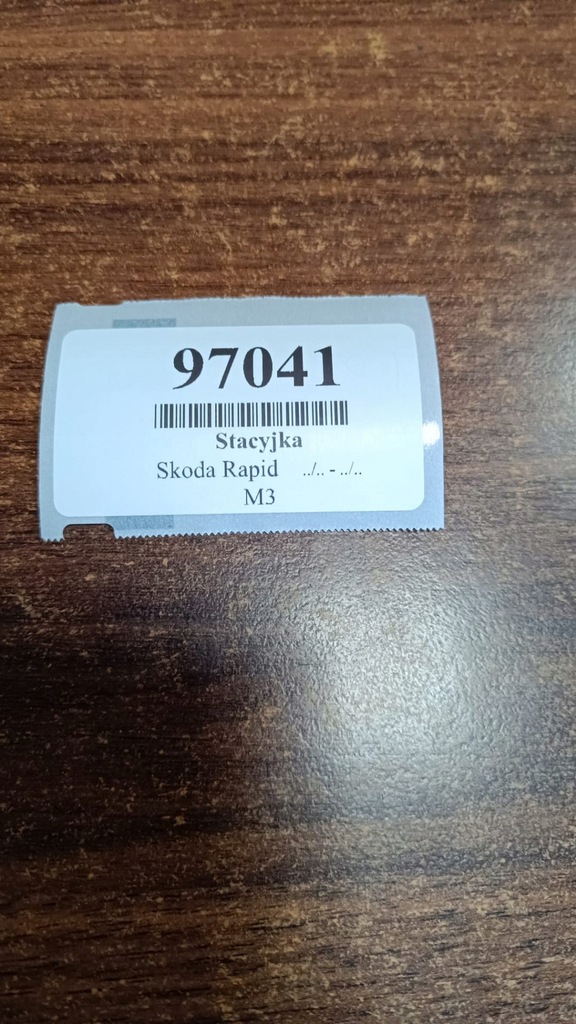 97041
Stacyjka
Skoda Rapid ../.. - ../..
M3